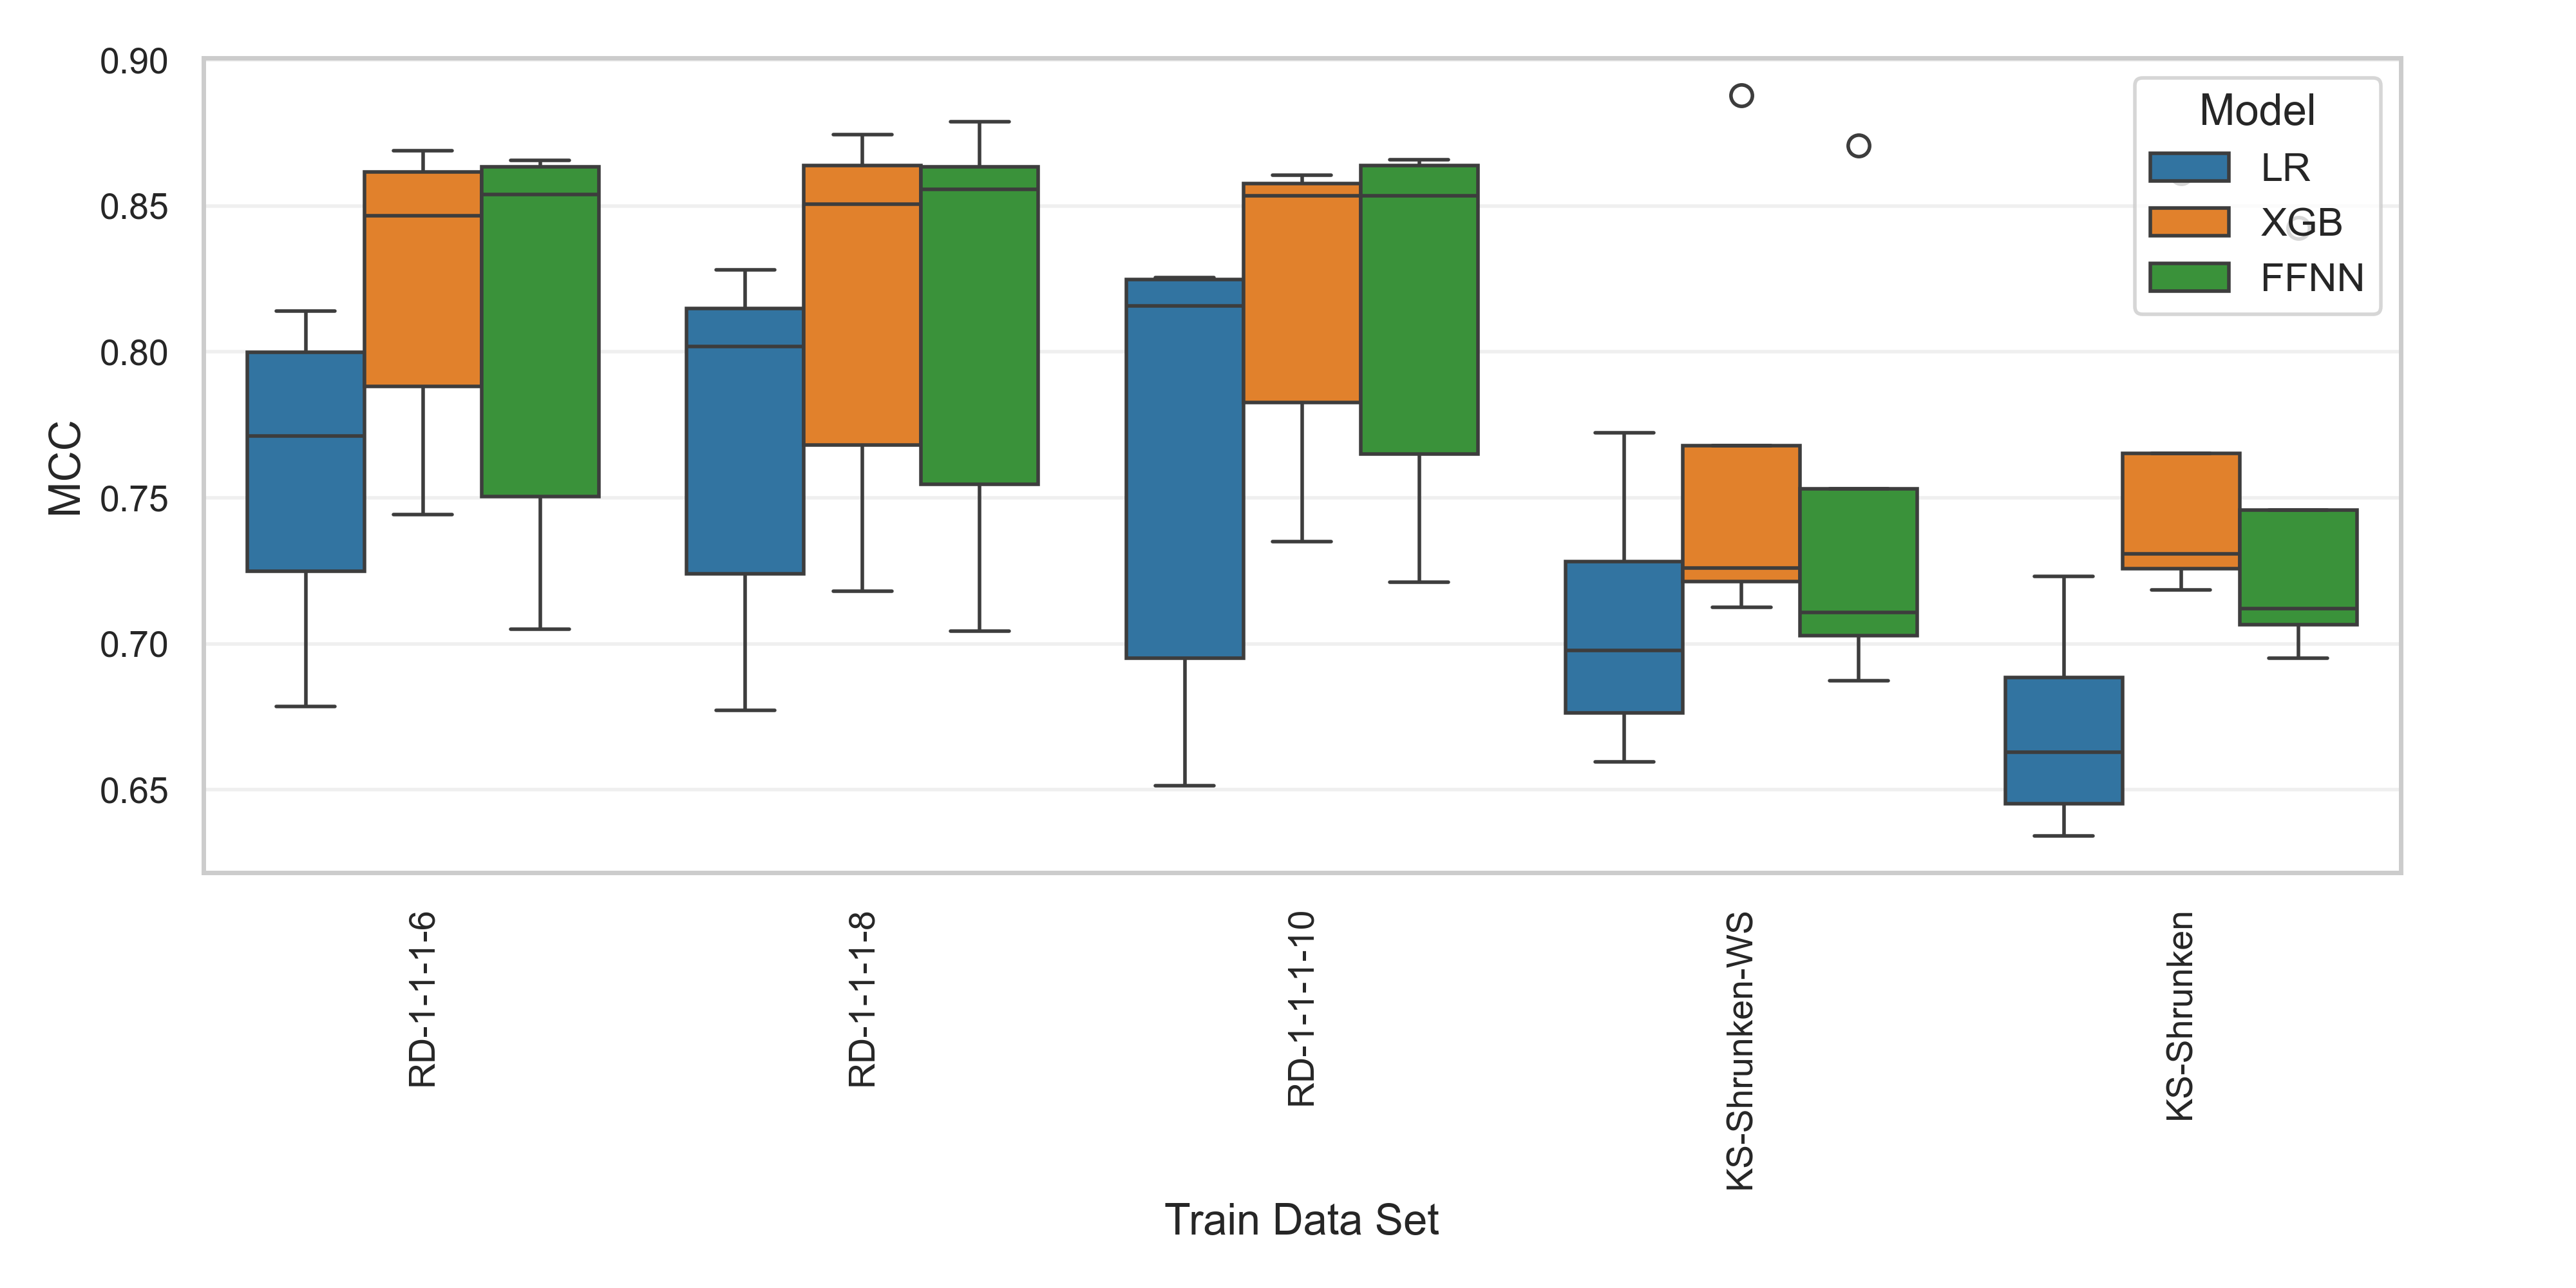 0.90
0.85
0.80
0.75
0.70
0.65
MCC
Model
LR
XGB
FFNN
RD-1-1-1-6
RD-1-1-1-8
RD-1-1-1-10
KS-Shrunken-WS
KS-Shrunken
Train Data Set